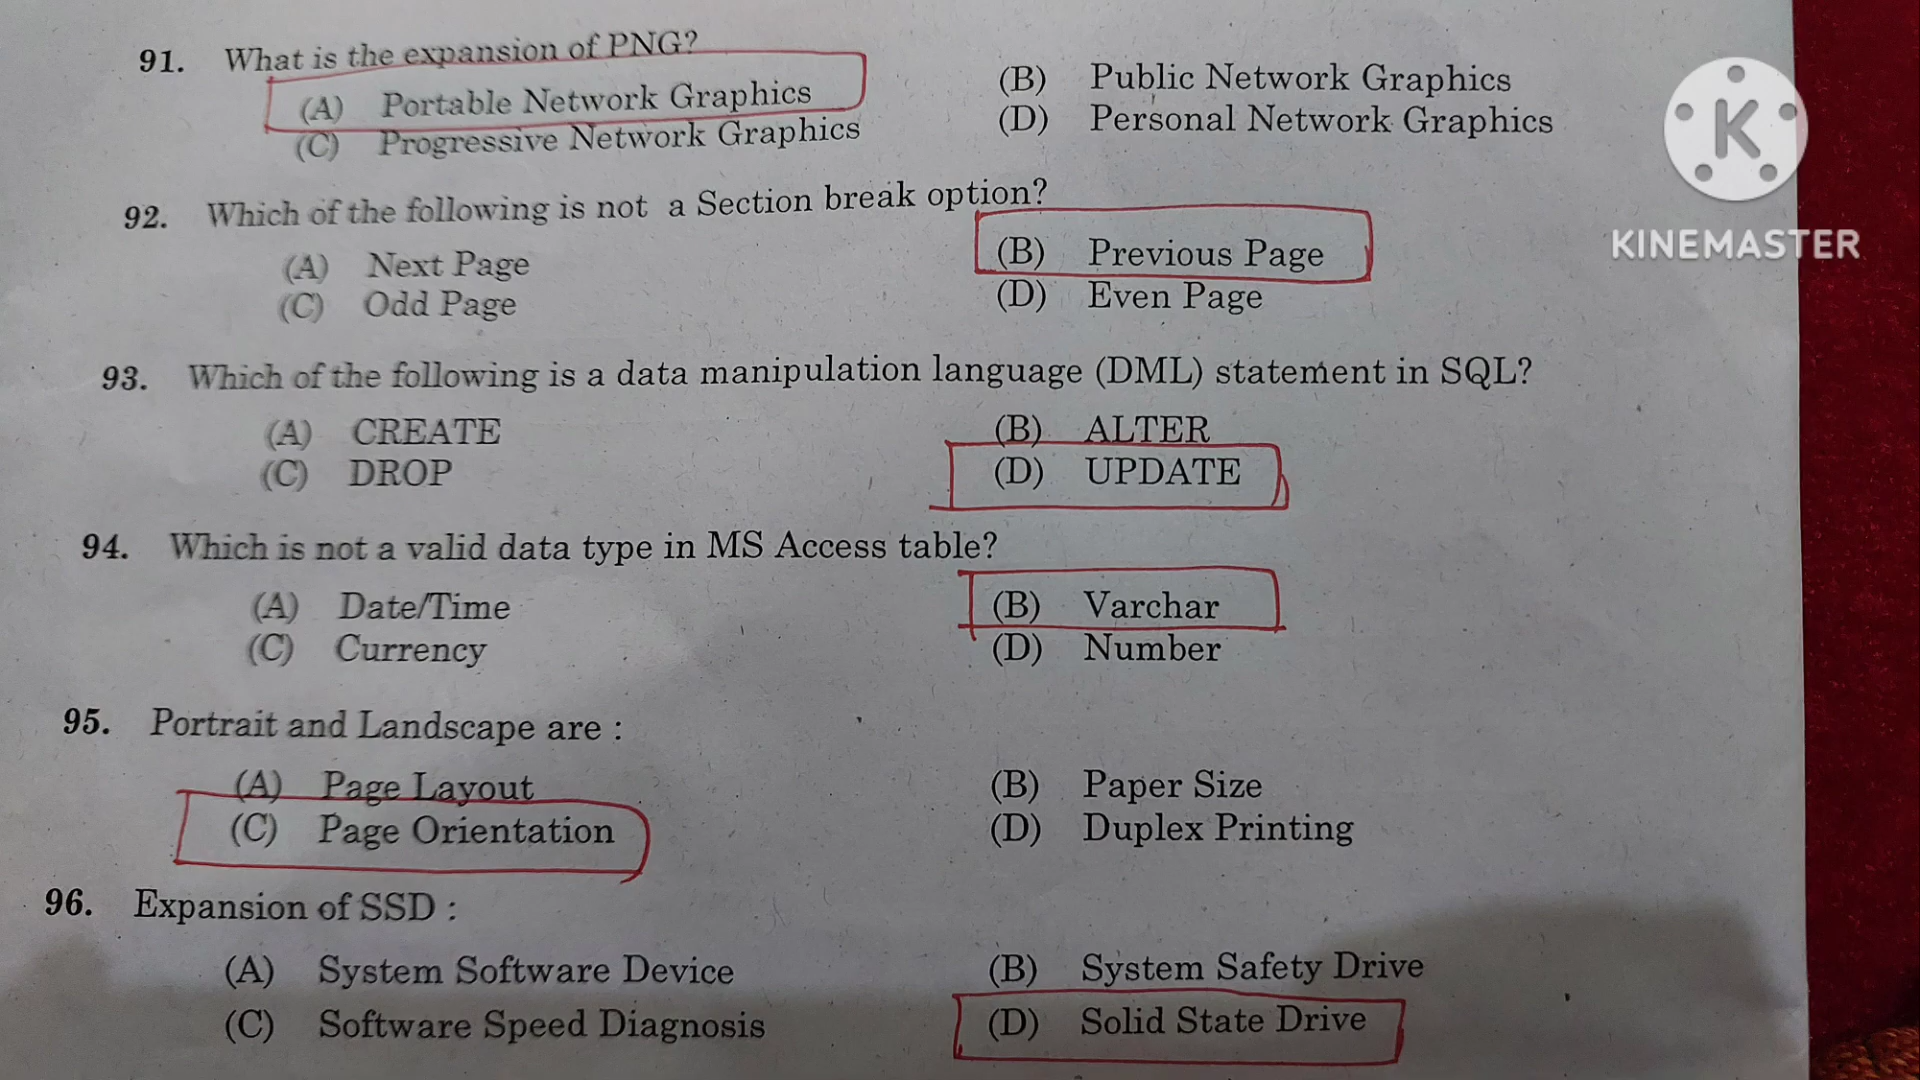 91. What is the expansion of PNG?
(A) Portable Network Graphics (B) Public Network Graphics
(C) Progressive Network Graphics (D) Personal Network Graphics
K
KINEMASTER
92. Which of the following is not a Section break option?
(A) Next Page (B) Previous Page
(C) Odd Page (D) Even Page
93. Which of the following is a data manipulation language (DML) statement in SQL?
(A) CREATE (B) ALTER
(C) DROP (D) UPDATE
94. Which is not a valid data type in MS Access table?
(A) Date/Time (B) Varchar
(C) Currency (D) Number
95. Portrait and Landscape are :
(A) Page Layout (B) Paper Size
(C) Page Orientation (D) Duplex Printing
96. Expansion of SSD :
(A) System Software Device (B) System Safety Drive
(C) Software Speed Diagnosis (D) Solid State Drive